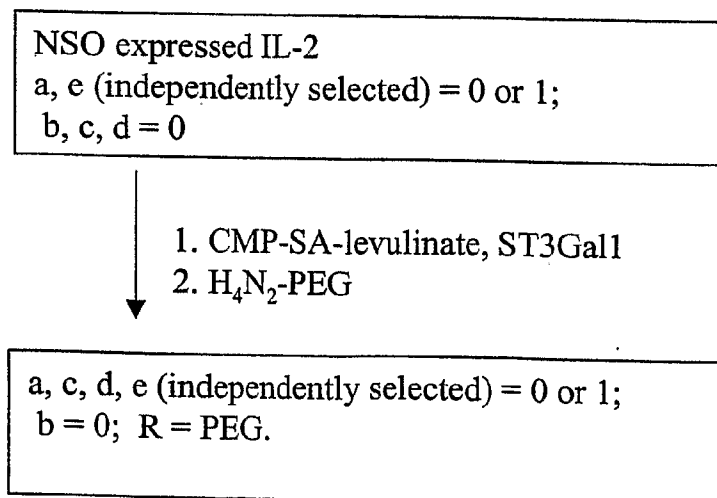 NSO expressed IL-2
a, e (independently selected) = 0 or 1;
b, c, d = 0
1. CMP-SA-levulinate, ST3Gal1
2. H₄N₂-PEG
a, c, d, e (independently selected) = 0 or 1;
b = 0; R = PEG.